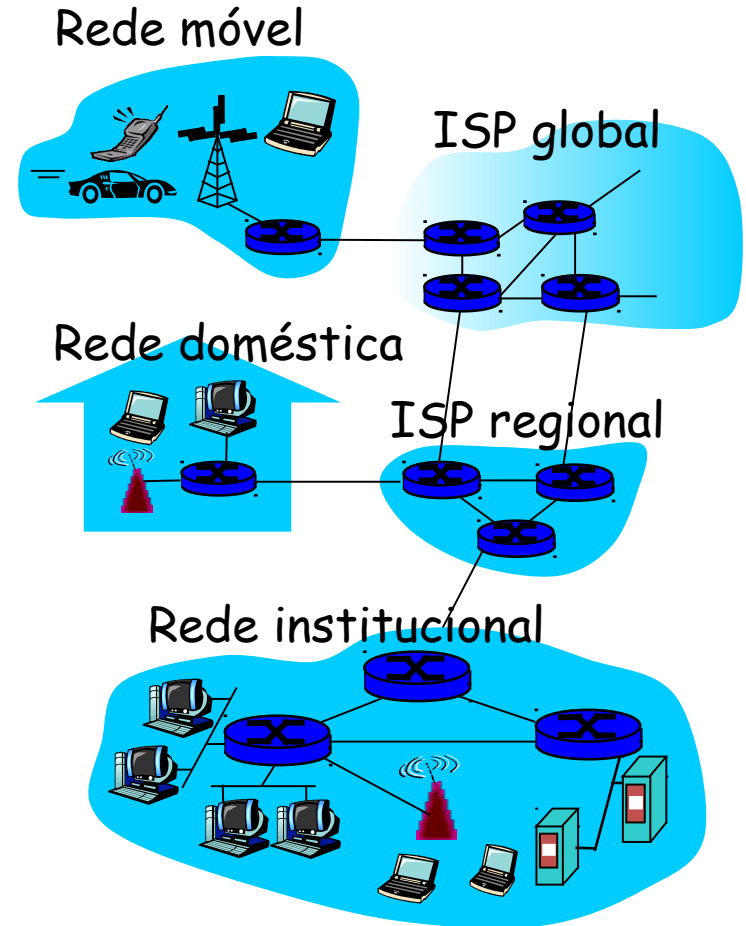 Rede móvel
ISP global
Rede doméstica
ISP regional
Rede institucional